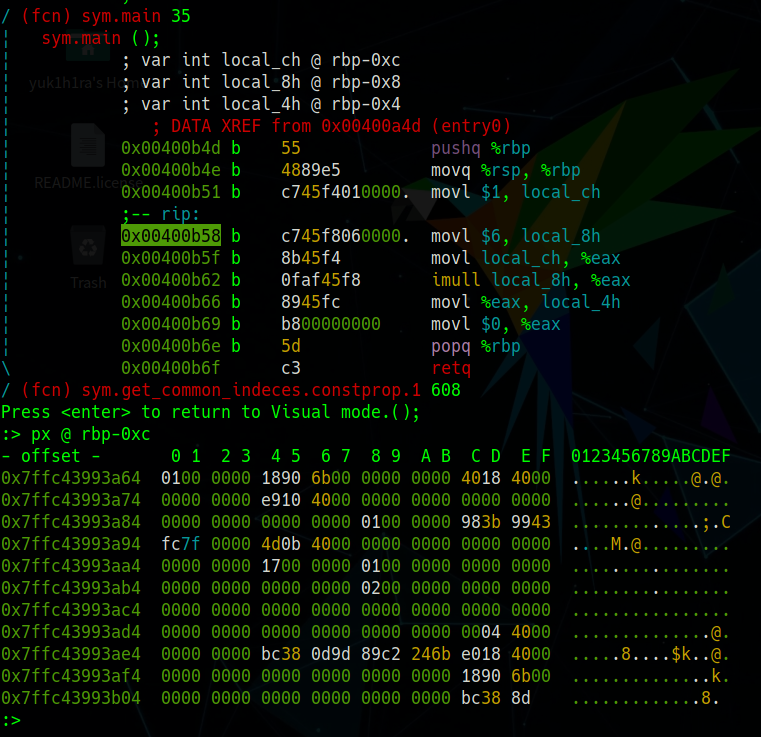 / (fcn) sym.main 35
¦ sym.main ();
¦ ; var int local_ch @ rbp-0xc
¦ ; var int local_8h @ rbp-0x8
¦ ; var int local_4h @ rbp-0x4
¦ ; DATA XREF from 0x00400a4d (entry0)
¦ 0x00400b4d b 55 pushq %rbp
¦ 0x00400b4e b 4889e5 movq %rsp, %rbp
¦ 0x00400b51 b c745f4010000. movl $1, local_ch
¦ ;-- rip:
¦ 0x00400b58 b c745f8060000. movl $6, local_8h
¦ 0x00400b5f b 8b45f4 movl local_ch, %eax
¦ 0x00400b62 b 0faf45f8 imull local_8h, %eax
¦ 0x00400b66 b 8945fc movl %eax, local_4h
¦ 0x00400b69 b b800000000 movl $0, %eax
¦ 0x00400b6e b 5d popq %rbp
\ 0x00400b6f c3 retq
/ (fcn) sym.get_common_indeces.constprop.1 608
Press <enter> to return to Visual mode.();
:> px @ rbp-0xc
- offset - 0 1 2 3 4 5 6 7 8 9 A B C D E F 0123456789ABCDEF
0x7ffc43993a64 0100 0000 1890 6b00 0000 0000 4018 4000 ......k.....@.@.
0x7ffc43993a74 0000 0000 e910 4000 0000 0000 0000 0000 ......@.........
0x7ffc43993a84 0000 0000 0000 0000 0100 0000 983b 9943 .............;.C
0x7ffc43993a94 fc7f 0000 4d0b 4000 0000 0000 0000 0000 ....M.@.........
0x7ffc43993aa4 0000 0000 1700 0000 0100 0000 0000 0000 ................
0x7ffc43993ab4 0000 0000 0000 0000 0200 0000 0000 0000 ................
0x7ffc43993ac4 0000 0000 0000 0000 0000 0000 0000 0000 ................
0x7ffc43993ad4 0000 0000 0000 0000 0000 0000 0004 4000 ..............@.
0x7ffc43993ae4 0000 0000 bc38 0d9d 89c2 246b e018 4000 .....8....$k..@.
0x7ffc43993af4 0000 0000 0000 0000 0000 0000 1890 6b00 ..............k.
0x7ffc43993b04 0000 0000 0000 0000 0000 0000 bc38 8d .............8.
:>
yuk1h1ra's Home
README.license
Trash